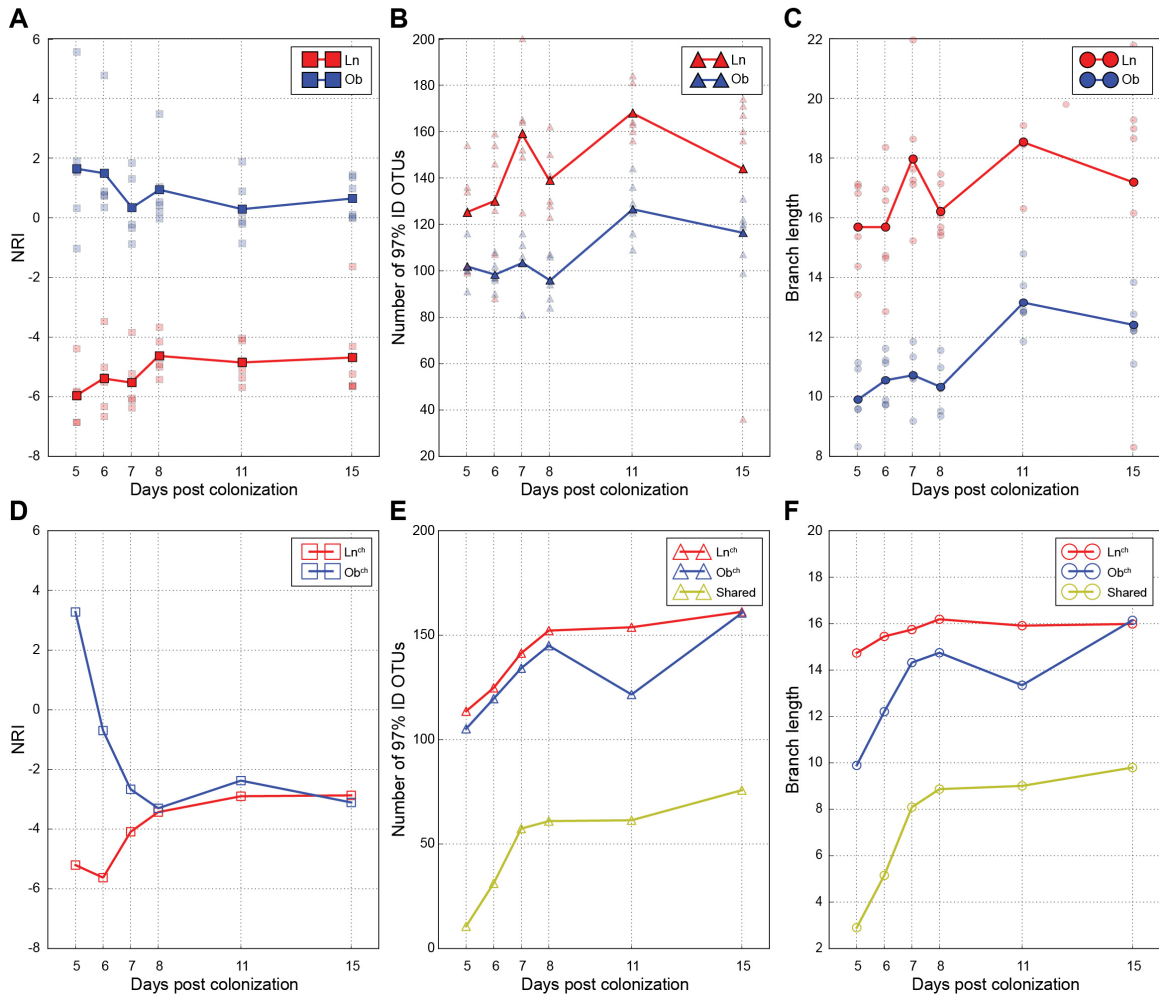 A
B
C
6
4
2
0
-2
-4
-6
-8
NRI
Ln
Ob
5 6 7 8 11 15
Days post colonization
200
180
160
140
120
100
80
60
40
20
Number of 97% ID OTUs
Ln
Ob
5 6 7 8 11 15
Days post colonization
22
20
18
16
14
12
10
8
Branch length
Ln
Ob
5 6 7 8 11 15
Days post colonization
D
E
F
6
4
2
0
-2
-4
-6
-8
NRI
Lnᶜʰ
Obᶜʰ
5 6 7 8 11 15
Days post colonization
200
150
100
50
0
Number of 97% ID OTUs
Lnᶜʰ
Obᶜʰ
Shared
5 6 7 8 11 15
Days post colonization
20
18
16
14
12
10
8
6
4
2
Branch length
Lnᶜʰ
Obᶜʰ
Shared
5 6 7 8 11 15
Days post colonization